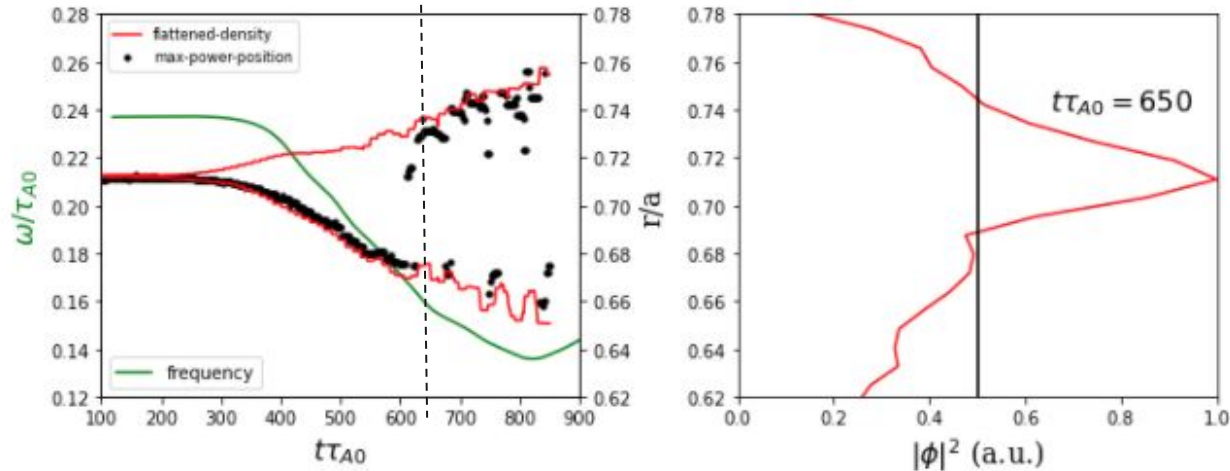 flattened-density
max-power-position
frequency
ω/τ_A0
0.28
0.26
0.24
0.22
0.20
0.18
0.16
0.14
0.12
100 200 300 400 500 600 700 800 900
tτ_A0
0.78
0.76
0.74
0.72
0.70
0.68
0.66
0.64
0.62
r/a
0.78
0.76
0.74
0.72
0.70
0.68
0.66
0.64
0.62
tτ_A0 = 650
0.0 0.2 0.4 0.6 0.8 1.0
|ϕ|² (a.u.)